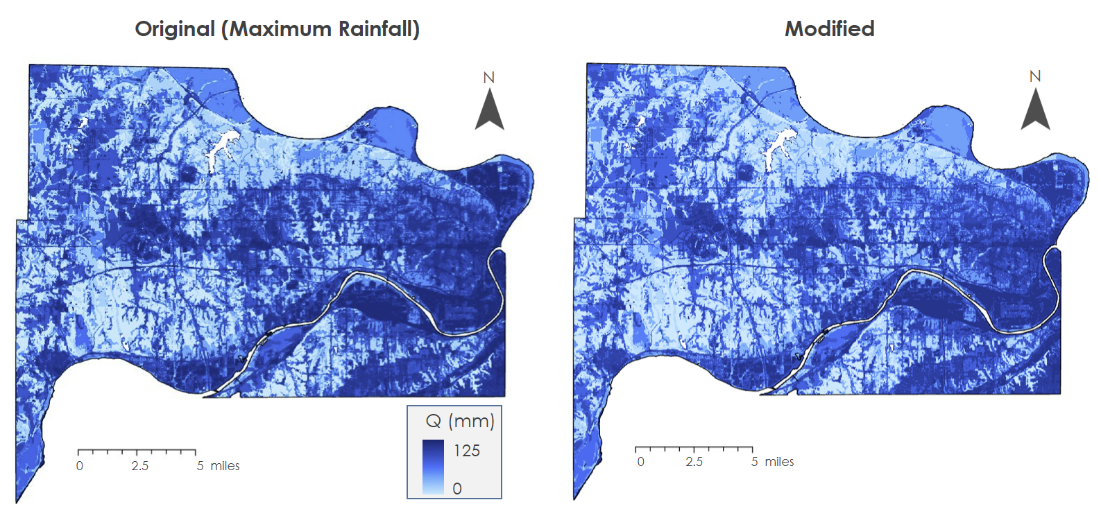 Original (Maximum Rainfall)
Modified
N
N
Q (mm)
125
0
0 2.5 5 miles
0 2.5 5 miles